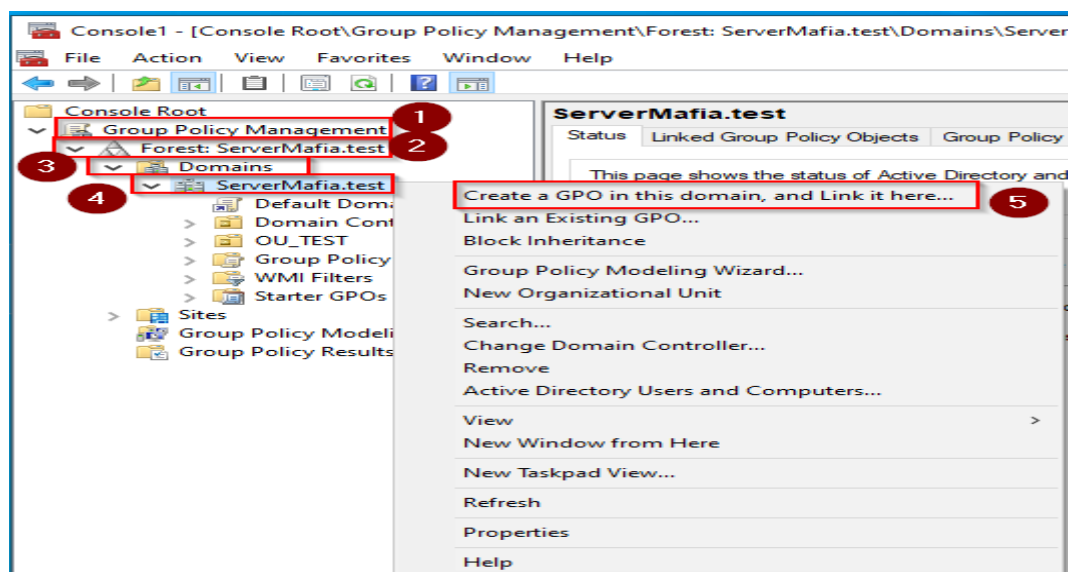 Console1 - [Console Root\Group Policy Management\Forest: ServerMafia.test\Domains\Server
File Action View Favorites Window Help
Console Root
Group Policy Management
1
Forest: ServerMafia.test
2
3
Domains
4
ServerMafia.test
Default Doma
Domain Cont
OU_TEST
Group Policy
WMI Filters
Starter GPOs
Sites
Group Policy Modeli
Group Policy Results
ServerMafia.test
Status Linked Group Policy Objects Group Policy
This page shows the status of Active Directory and
Create a GPO in this domain, and Link it here...
5
Link an Existing GPO...
Block Inheritance
Group Policy Modeling Wizard...
New Organizational Unit
Search...
Change Domain Controller...
Remove
Active Directory Users and Computers...
View
New Window from Here
New Taskpad View...
Refresh
Properties
Help